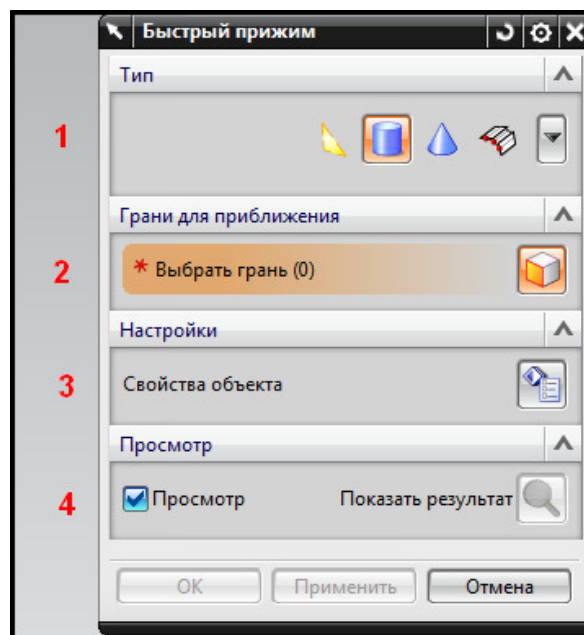 Быстрый прижим
Тип
1
Грани для приближения
2
* Выбрать грань (0)
Настройки
3
Свойства объекта
Просмотр
4
Просмотр Показать результат
OK Применить Отмена